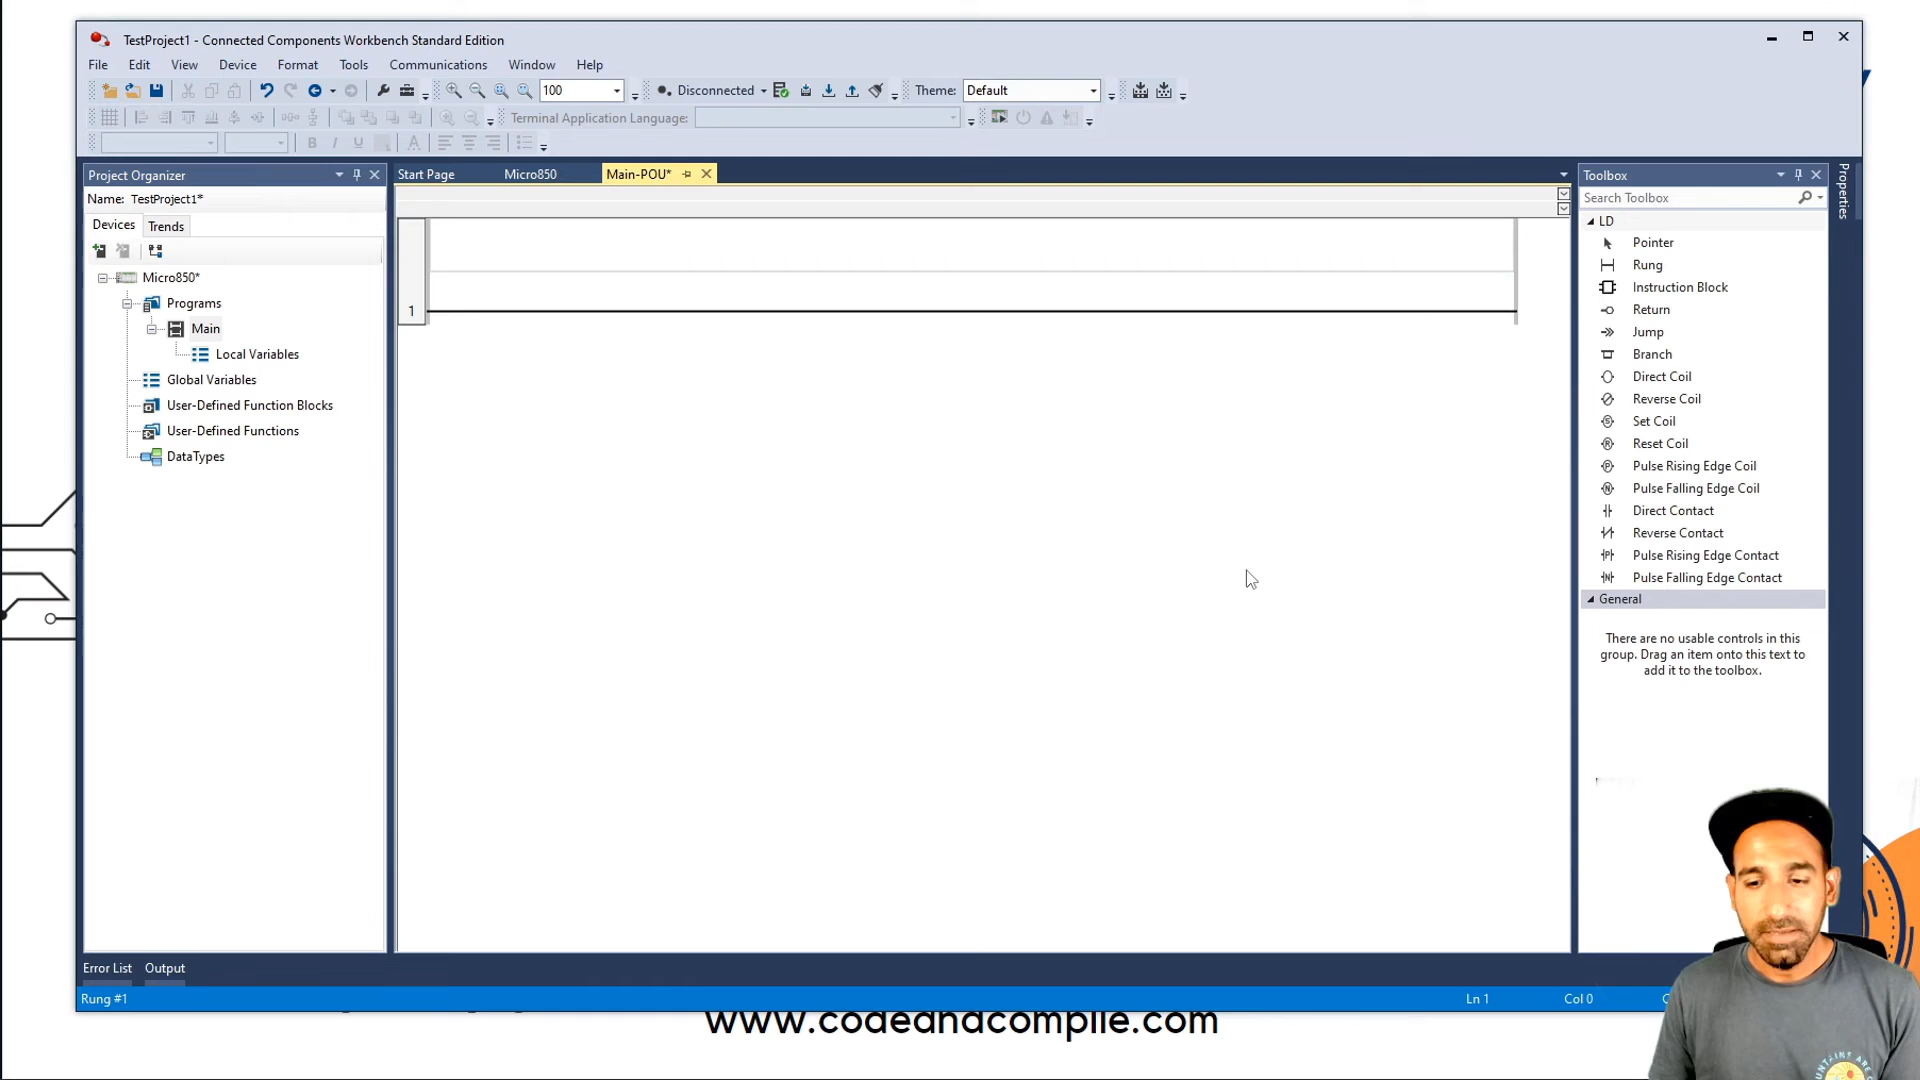 TestProject1 - Connected Components Workbench Standard Edition
File Edit View Device Format Tools Communications Window Help
100 Disconnected Theme: Default
Terminal Application Language:
B I U A
Project Organizer
Name: TestProject1*
Devices Trends
Micro850*
Programs
Main
Local Variables
Global Variables
User-Defined Function Blocks
User-Defined Functions
DataTypes
Start Page Micro850 Main-POU*
1
Toolbox
Search Toolbox
LD
Pointer
Rung
Instruction Block
Return
Jump
Branch
Direct Coil
Reverse Coil
Set Coil
Reset Coil
Pulse Rising Edge Coil
Pulse Falling Edge Coil
Direct Contact
Reverse Contact
Pulse Rising Edge Contact
Pulse Falling Edge Contact
General
There are no usable controls in this
group. Drag an item onto this text to
add it to the toolbox.
Properties
Error List Output
Rung #1 Ln 1 Col 0
www.codeandcompile.com